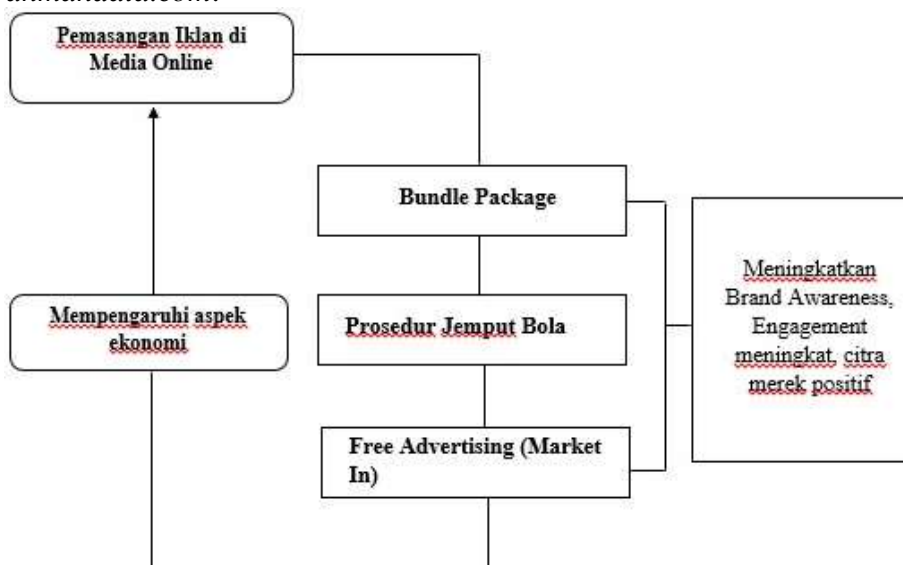 Pemasangan Iklan di
Media Online
Bundle Package
Mempengaruhi aspek
ekonomi
Prosedur Jemput Bola
Meningkatkan
Brand Awareness,
Engagement
meningkat, citra
merek positif
Free Advertising (Market
In)